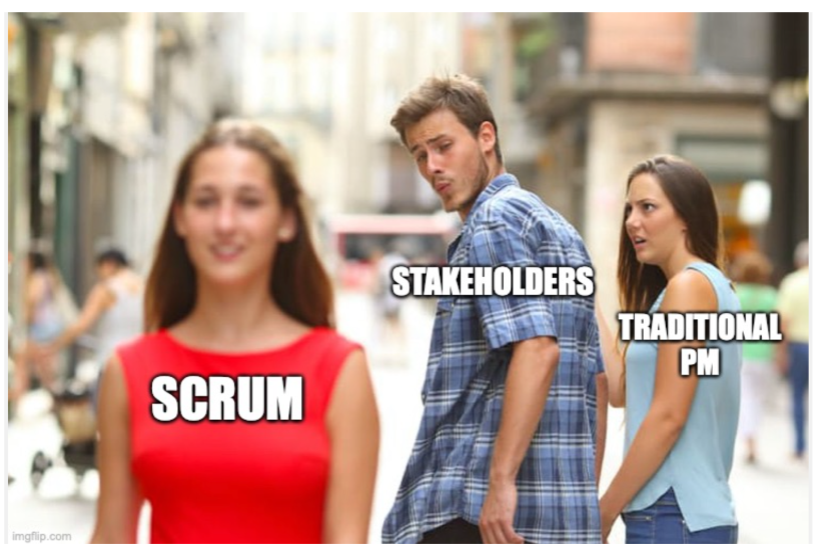 STAKEHOLDERS
TRADITIONAL
PM
SCRUM
imgflip.com